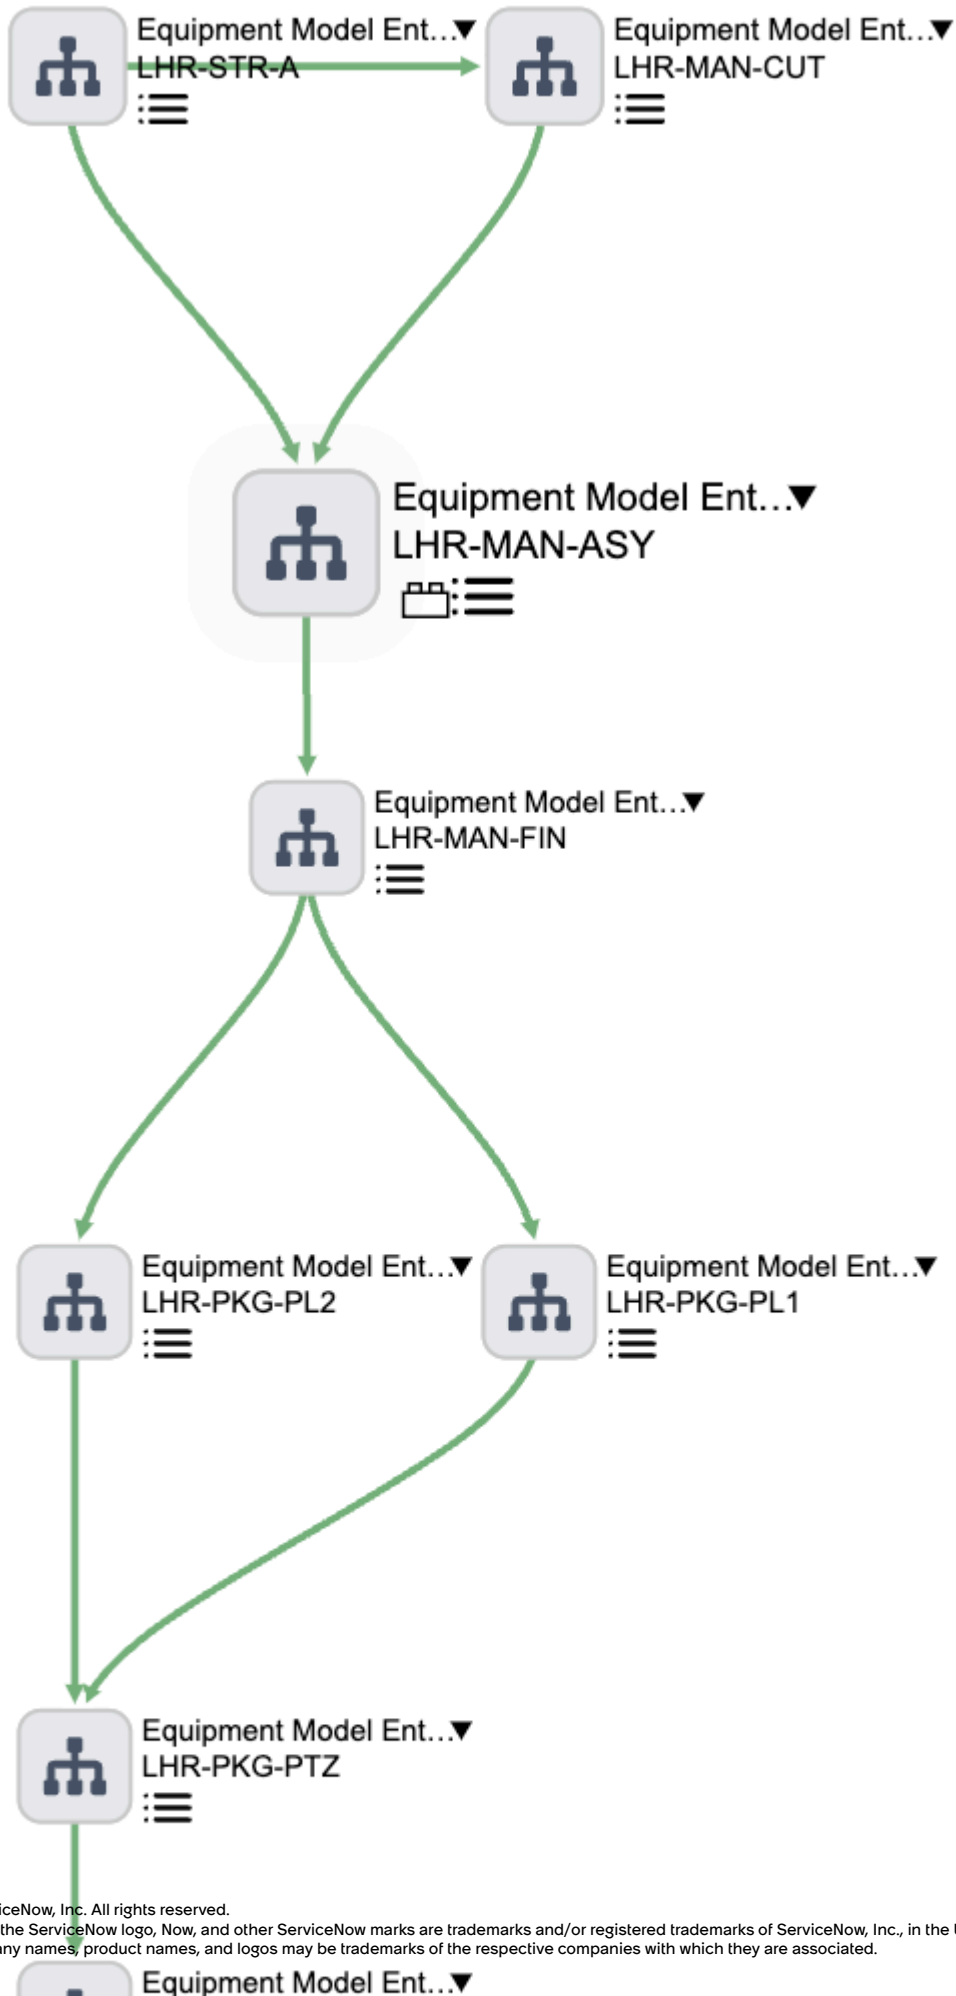 Equipment Model Ent...▼
LHR-STR-A
Equipment Model Ent...▼
LHR-MAN-CUT
Equipment Model Ent...▼
LHR-MAN-ASY
Equipment Model Ent...▼
LHR-MAN-FIN
Equipment Model Ent...▼
LHR-PKG-PL2
Equipment Model Ent...▼
LHR-PKG-PL1
Equipment Model Ent...▼
LHR-PKG-PTZ
iceNow, Inc. All rights reserved.
the ServiceNow logo, Now, and other ServiceNow marks are trademarks and/or registered trademarks of ServiceNow, Inc., in the
any names, product names, and logos may be trademarks of the respective companies with which they are associated.
Equipment Model Ent...▼